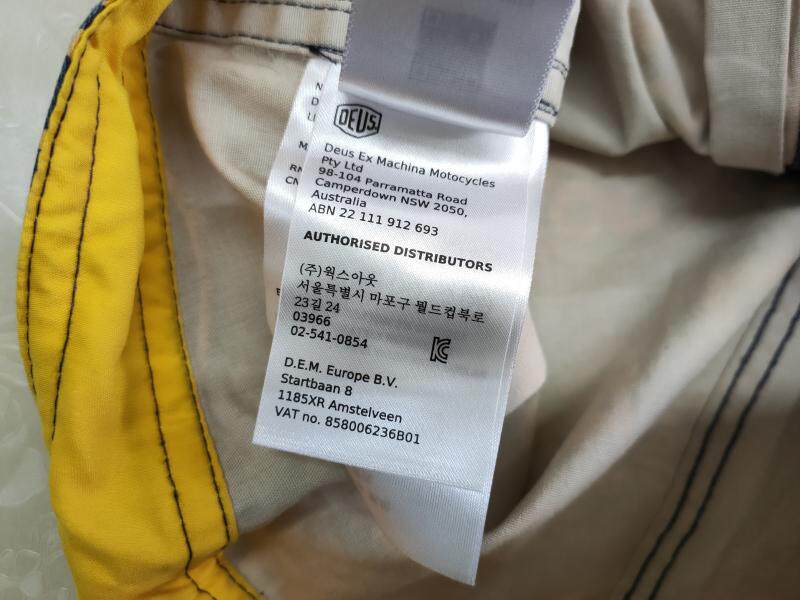 DEUS.
Deus Ex Machina Motocycles
Pty Ltd
98-104 Parramatta Road
Camperdown NSW 2050,
Australia
ABN 22 111 912 693
AUTHORISED DISTRIBUTORS
(주)웍스아웃
서울특별시 마포구 월드컵북로
23길 24
03966
02-541-0854
D.E.M. Europe B.V.
Startbaan 8
1185XR Amstelveen
VAT no. 858006236B01